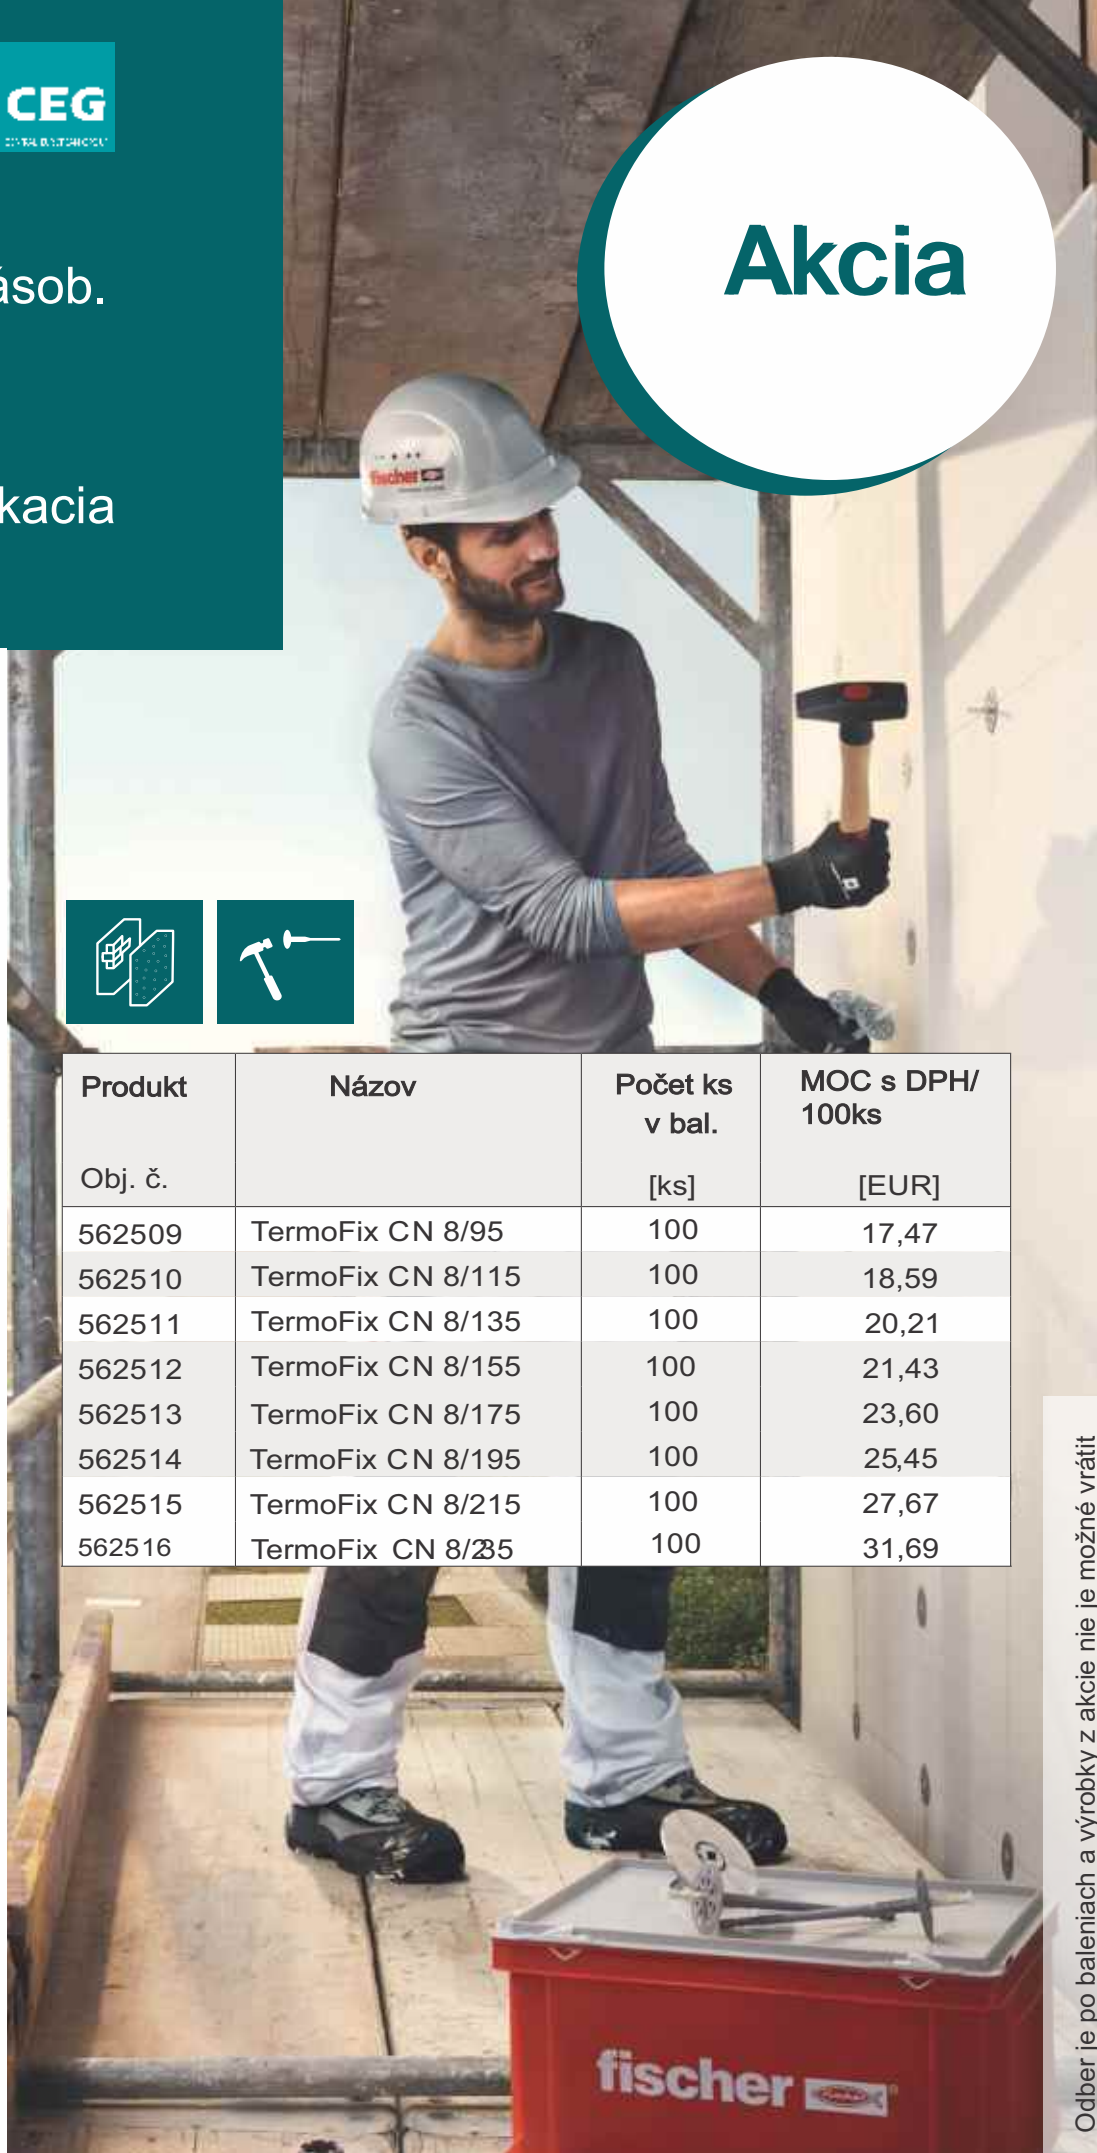 CEG
CENTRAL EUROPEAN GROUP
ásob.
kacia
Akcia
fischer
Produkt Názov Počet ks v bal. MOC s DPH/ 100ks
Obj. č. [ks] [EUR]
562509 TermoFix CN 8/95 100 17,47
562510 TermoFix CN 8/115 100 18,59
562511 TermoFix CN 8/135 100 20,21
562512 TermoFix CN 8/155 100 21,43
562513 TermoFix CN 8/175 100 23,60
562514 TermoFix CN 8/195 100 25,45
562515 TermoFix CN 8/215 100 27,67
562516 TermoFix CN 8/235 100 31,69
Odber je po baleniach a výrobky z akcie nie je možné vrátit
fischer